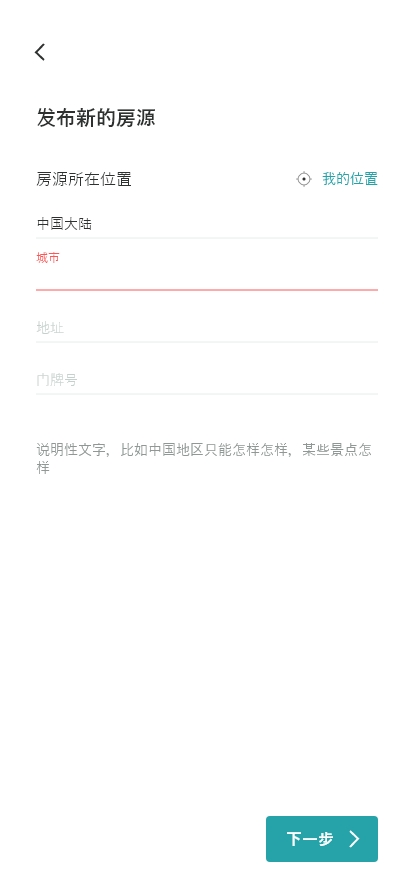 发布新的房源
房源所在位置 我的位置
中国大陆
城市
地址
门牌号
说明性文字，比如中国地区只能怎样怎样，某些景点怎
样
下一步